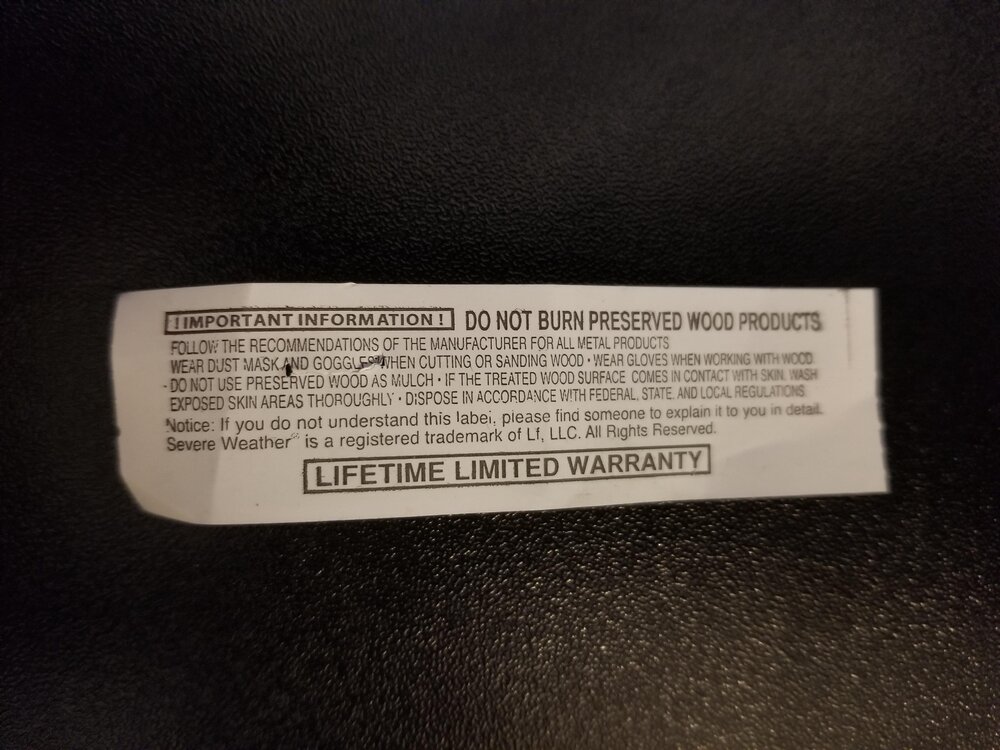 ! IMPORTANT INFORMATION ! DO NOT BURN PRESERVED WOOD PRODUCTS
FOLLOW THE RECOMMENDATIONS OF THE MANUFACTURER FOR ALL METAL PRODUCTS
WEAR DUST MASK AND GOGGLES WHEN CUTTING OR SANDING WOOD • WEAR GLOVES WHEN WORKING WITH WOOD
• DO NOT USE PRESERVED WOOD AS MULCH • IF THE TREATED WOOD SURFACE COMES IN CONTACT WITH SKIN, WASH
EXPOSED SKIN AREAS THOROUGHLY • DISPOSE IN ACCORDANCE WITH FEDERAL, STATE, AND LOCAL REGULATIONS.
Notice: If you do not understand this label, please find someone to explain it to you in detail.
Severe Weather® is a registered trademark of Lf, LLC. All Rights Reserved.
LIFETIME LIMITED WARRANTY